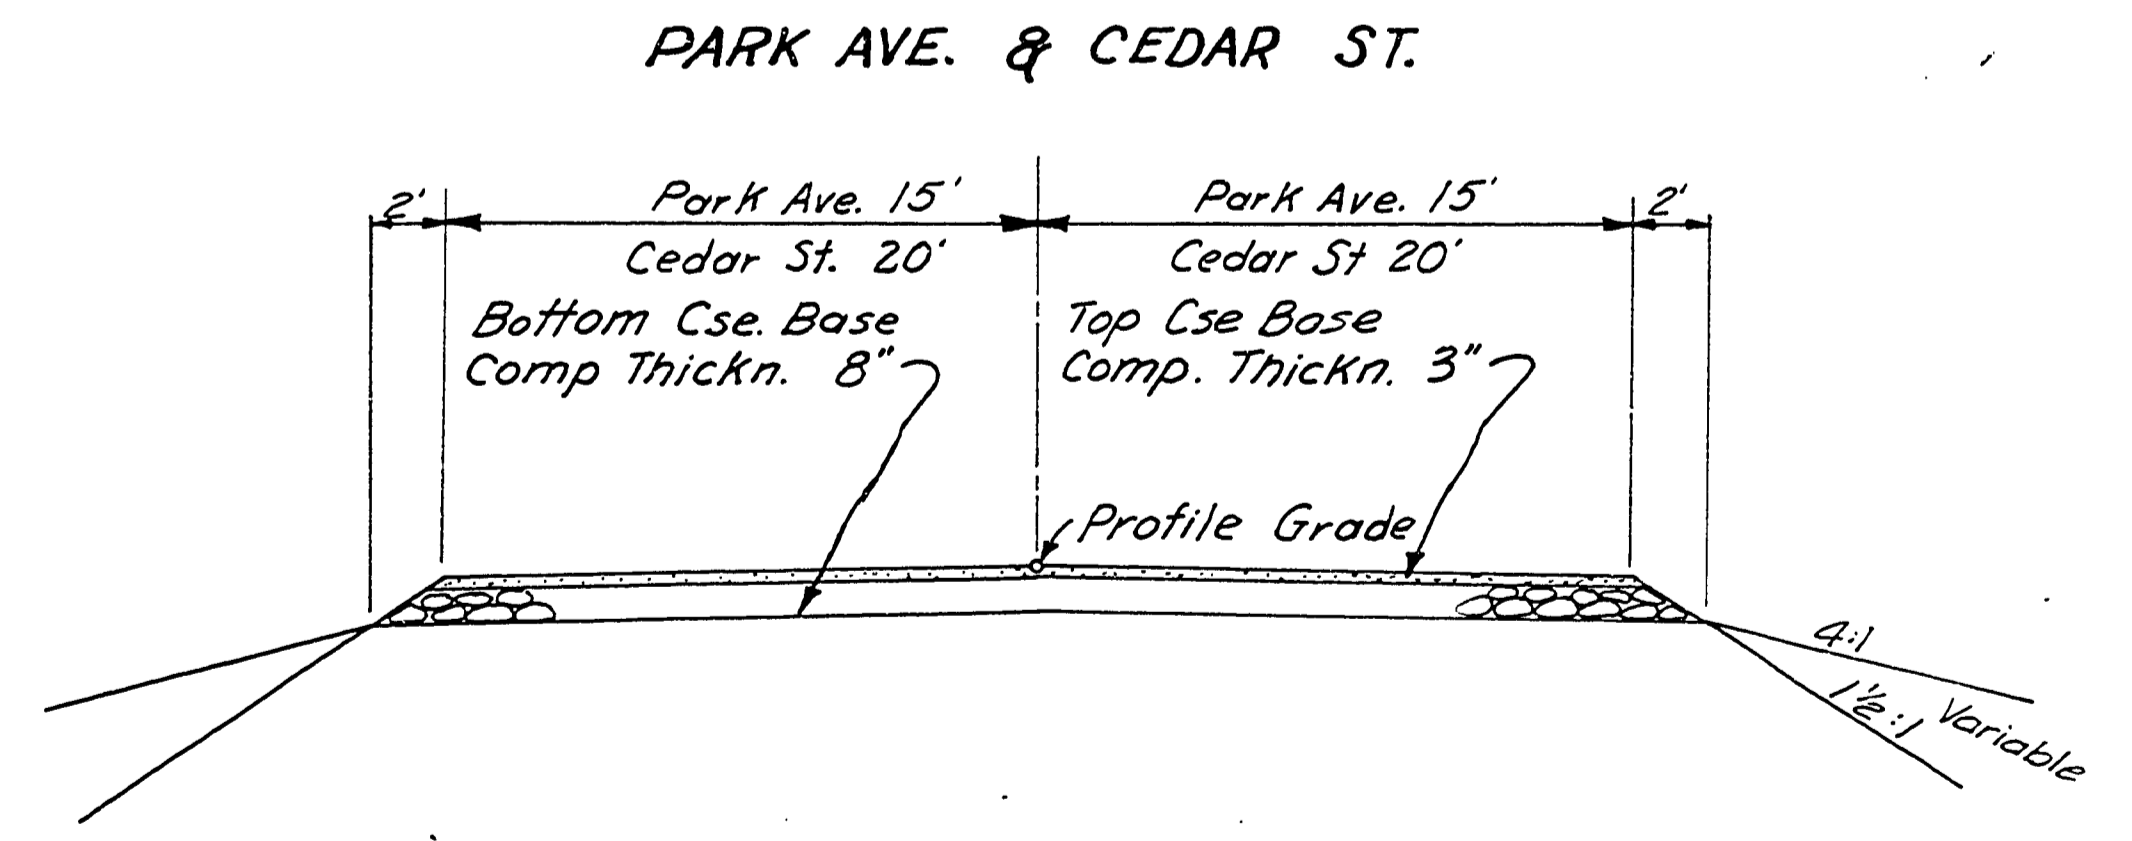 PARK AVE. & CEDAR ST.
2'
Park Ave. 15'
Park Ave. 15'
2'
Cedar St. 20'
Cedar St 20'
Bottom Cse. Base
Comp Thickn. 8"
Top Cse Base
Comp. Thickn. 3"
Profile Grade
4:1
1½:1
Variable